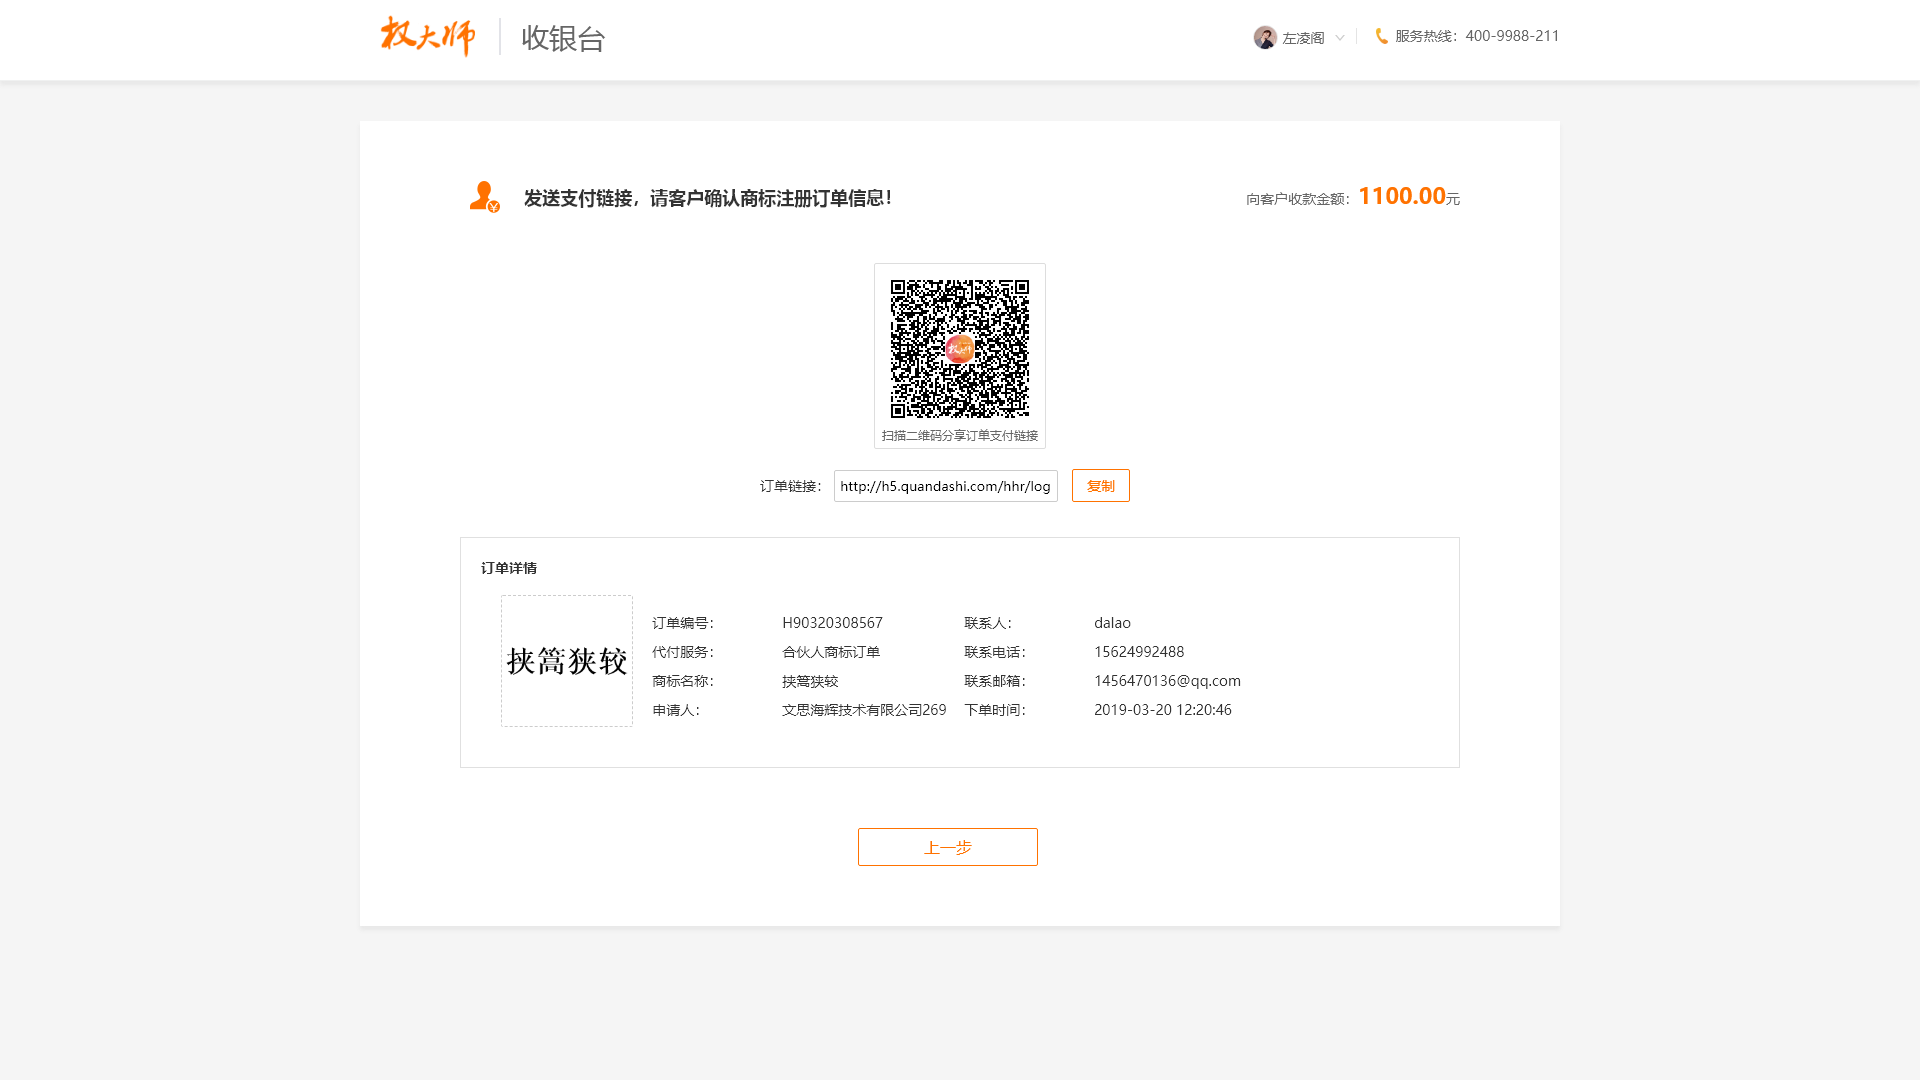 权大师 收银台 左凌阁 服务热线：400-9988-211
发送支付链接，请客户确认商标注册订单信息！ 向客户收款金额：1100.00元
权大师
扫描二维码分享订单支付链接
订单链接： http://h5.quandashi.com/hhr/log 复制
订单详情
挟篙狭较
订单编号： H90320308567 联系人： dalao
代付服务： 合伙人商标订单 联系电话： 15624992488
商标名称： 挟篙狭较 联系邮箱： 1456470136@qq.com
申请人： 文思海辉技术有限公司269 下单时间： 2019-03-20 12:20:46
上一步